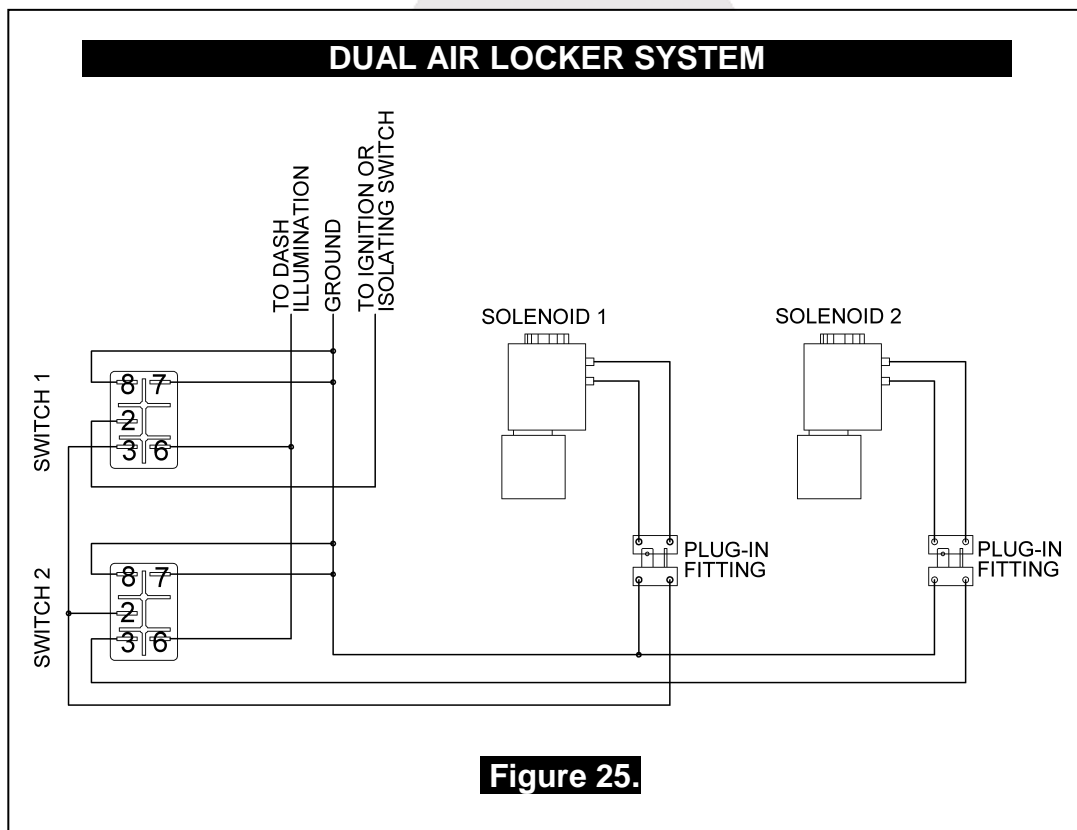 DUAL AIR LOCKER SYSTEM
TO DASH
ILLUMINATION
GROUND
TO IGNITION OR
ISOLATING SWITCH
SOLENOID 1
SOLENOID 2
SWITCH 1
8 7
2
3 6
SWITCH 2
8 7
2
3 6
PLUG-IN
FITTING
PLUG-IN
FITTING
Figure 25.